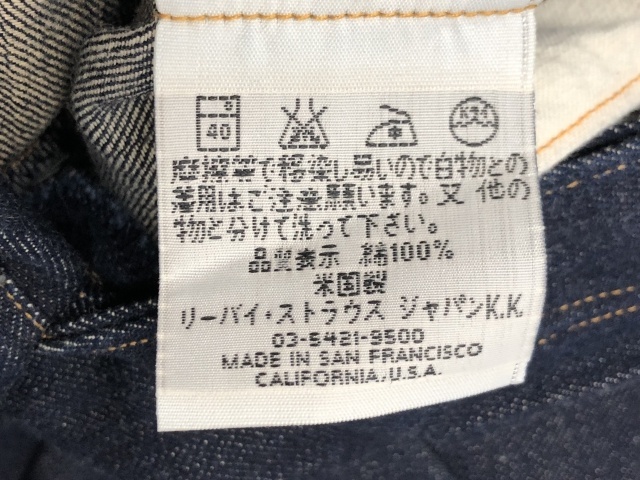 40 ドライ
摩擦等で移染し易いので白物との
着用はご注意願います。又 他の
物と分けて洗って下さい。
品質表示 綿100%
米国製
リーバイ・ストラウス ジャパンK.K.
03-5421-9500
MADE IN SAN FRANCISCO
CALIFORNIA, U.S.A.